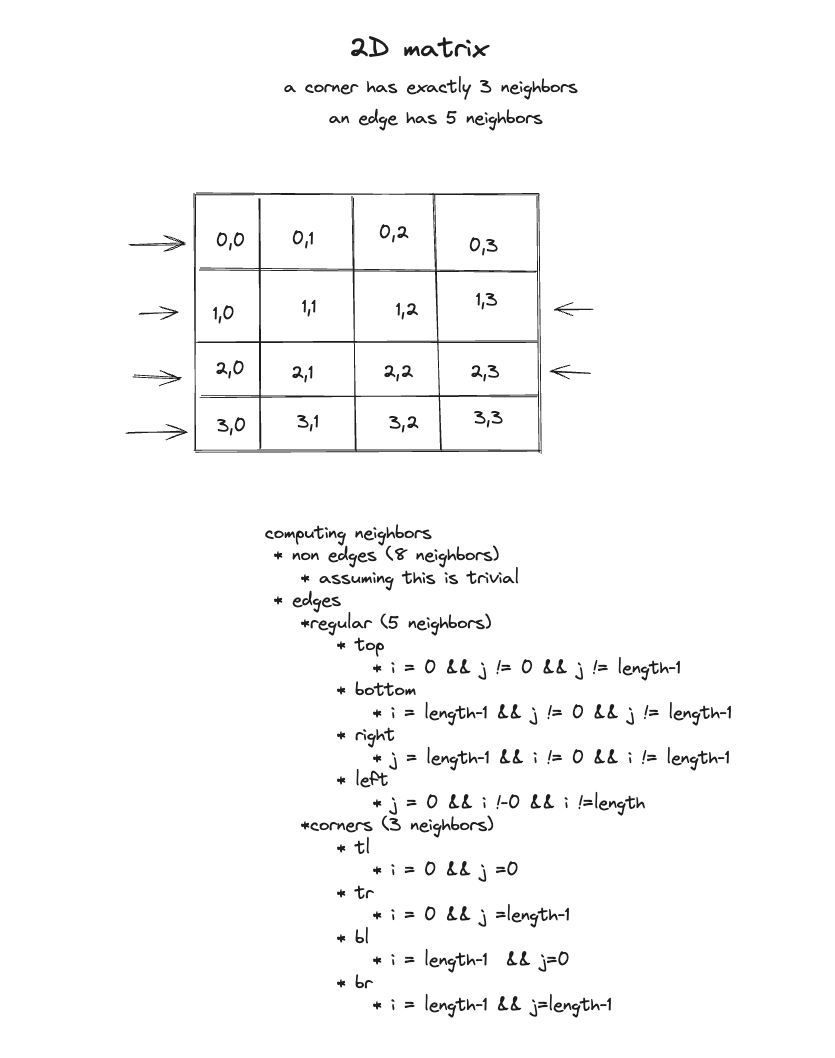 2D matrix
a corner has exactly 3 neighbors
an edge has 5 neighbors
0,0 0,1 0,2 0,3
1,0 1,1 1,2 1,3
2,0 2,1 2,2 2,3
3,0 3,1 3,2 3,3
computing neighbors
* non edges (8 neighbors)
* assuming this is trivial
* edges
*regular (5 neighbors)
* top
* i = 0 && j != 0 && j != length-1
* bottom
* i = length-1 && j != 0 && j != length-1
* right
* j = length-1 && i != 0 && i != length-1
* left
* j = 0 && i !-0 && i !=length
*corners (3 neighbors)
* tl
* i = 0 && j =0
* tr
* i = 0 && j =length-1
* bl
* i = length-1 && j=0
* br
* i = length-1 && j=length-1